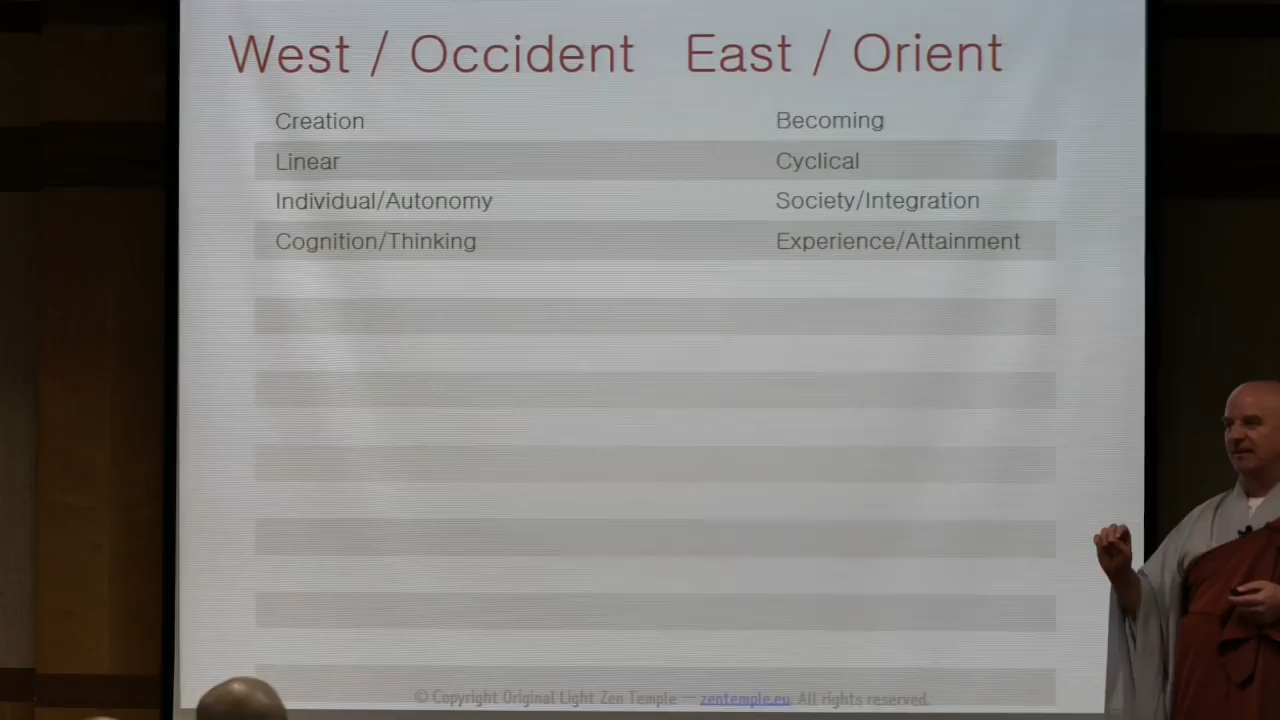 West / Occident East / Orient
Creation Becoming
Linear Cyclical
Individual/Autonomy Society/Integration
Cognition/Thinking Experience/Attainment
© Copyright Original Light Zen Temple — zentemple.eu. All rights reserved.